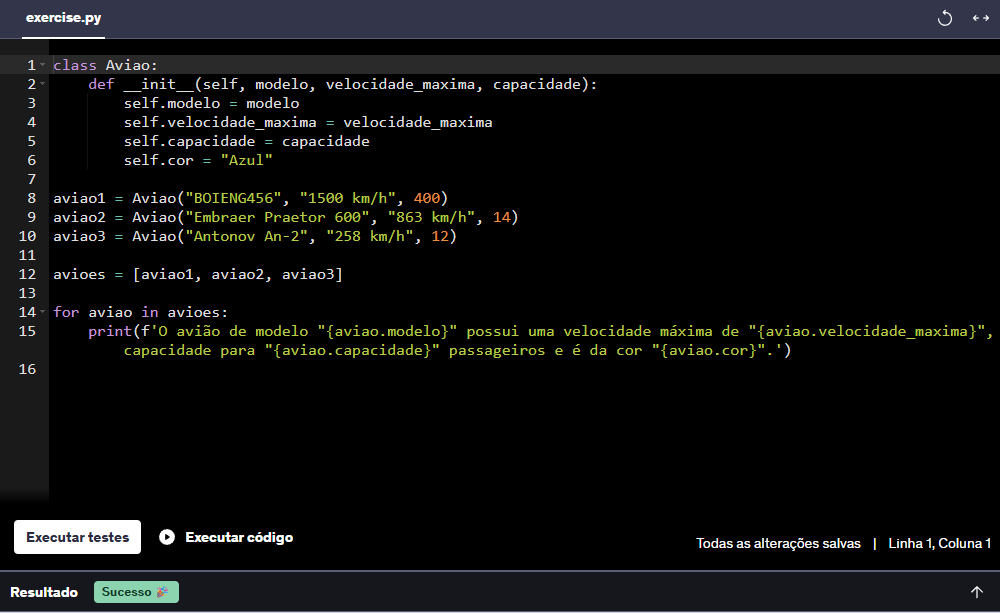 exercise.py
1 class Aviao:
2     def __init__(self, modelo, velocidade_maxima, capacidade):
3         self.modelo = modelo
4         self.velocidade_maxima = velocidade_maxima
5         self.capacidade = capacidade
6         self.cor = "Azul"
7
8 aviao1 = Aviao("BOIENG456", "1500 km/h", 400)
9 aviao2 = Aviao("Embraer Praetor 600", "863 km/h", 14)
10 aviao3 = Aviao("Antonov An-2", "258 km/h", 12)
11
12 avioes = [aviao1, aviao2, aviao3]
13
14 for aviao in avioes:
15     print(f'O avião de modelo "{aviao.modelo}" possui uma velocidade máxima de "{aviao.velocidade_maxima}",
        capacidade para "{aviao.capacidade}" passageiros e é da cor "{aviao.cor}".')
16
Executar testes Executar código
Todas as alterações salvas | Linha 1, Coluna 1
Resultado Sucesso 🎉